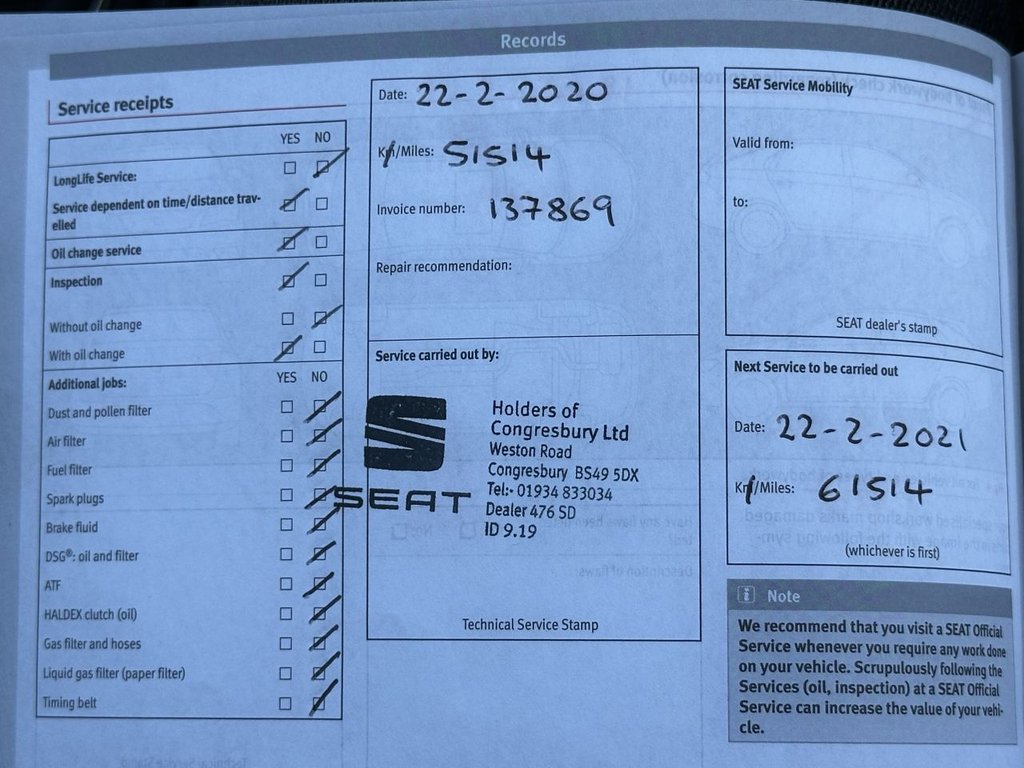 Records
Service receipts
YES NO
LongLife Service:
Service dependent on time/distance trav-
elled
Oil change service
Inspection
Without oil change
With oil change
Additional jobs: YES NO
Dust and pollen filter
Air filter
Fuel filter
Spark plugs
Brake fluid
DSG®: oil and filter
ATF
HALDEX clutch (oil)
Gas filter and hoses
Liquid gas filter (paper filter)
Timing belt
Date: 22-2-2020
Km/Miles: 51514
Invoice number: 137869
Repair recommendation:
Service carried out by:
SEAT
Holders of
Congresbury Ltd
Weston Road
Congresbury BS49 5DX
Tel:- 01934 833034
Dealer 476 SD
ID 9.19
Technical Service Stamp
SEAT Service Mobility
Valid from:
to:
SEAT dealer's stamp
Next Service to be carried out
Date: 22-2-2021
Km/Miles: 61514
(whichever is first)
i Note
We recommend that you visit a SEAT Official
Service whenever you require any work done
on your vehicle. Scrupulously following the
Services (oil, inspection) at a SEAT Official
Service can increase the value of your vehi-
cle.